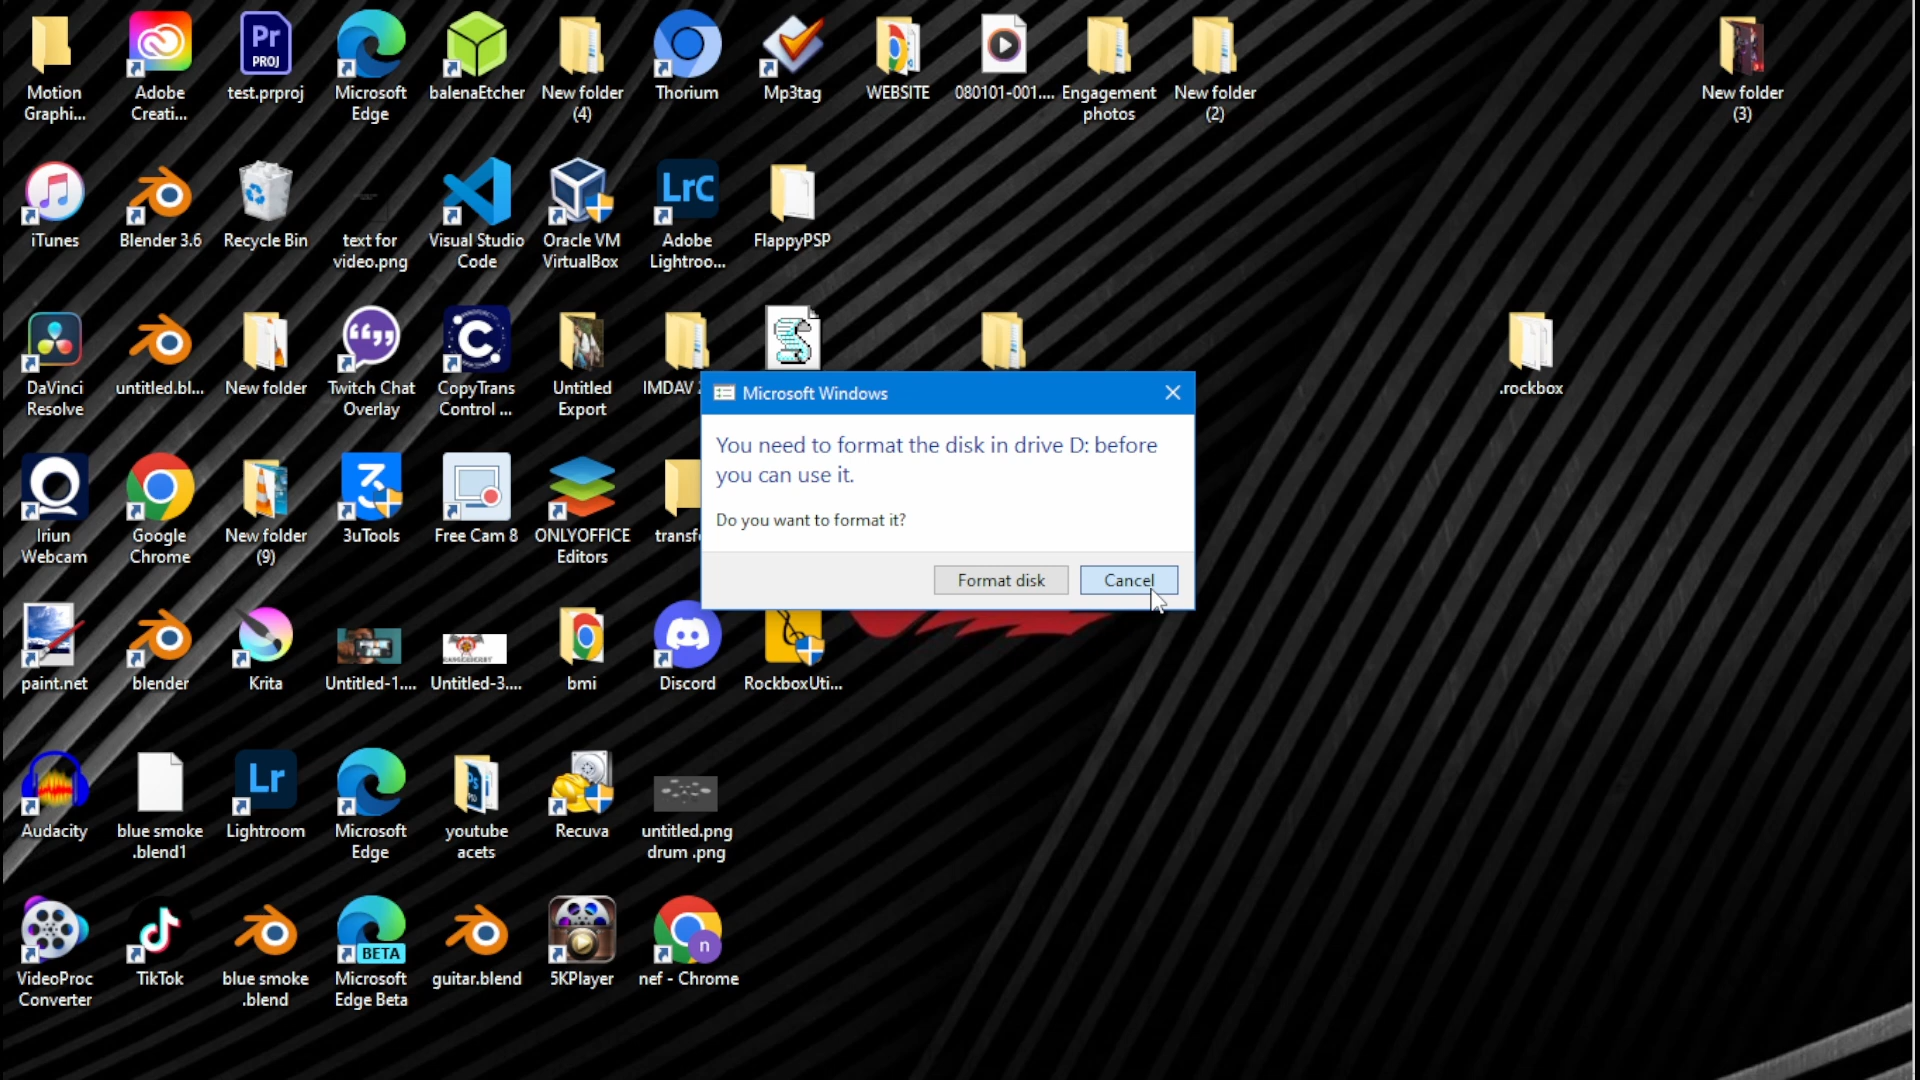 Motion
Graphi...
Adobe
Creati...
Pr
PROJ
test.prproj
Microsoft
Edge
balenaEtcher
New folder
(4)
Thorium
Mp3tag
WEBSITE
080101-001....
Engagement
photos
New folder
(2)
New folder
(3)
iTunes
Blender 3.6
Recycle Bin
text for
video.png
Visual Studio
Code
Oracle VM
VirtualBox
LrC
Adobe
Lightroo...
FlappyPSP
DaVinci
Resolve
untitled.bl...
New folder
Twitch Chat
Overlay
CopyTrans
Control ...
Untitled
Export
IMDAV
.rockbox
Microsoft Windows
You need to format the disk in drive D: before
you can use it.
Do you want to format it?
Format disk
Cancel
Iriun
Webcam
Google
Chrome
New folder
(9)
3uTools
Free Cam 8
ONLYOFFICE
Editors
transf
paint.net
blender
Krita
Untitled-1....
Untitled-3....
bmi
Discord
RockboxUti...
Audacity
blue smoke
.blend1
Lr
Lightroom
Microsoft
Edge
youtube
acets
Recuva
untitled.png
drum .png
VideoProc
Converter
TikTok
blue smoke
.blend
BETA
Microsoft
Edge Beta
guitar.blend
5KPlayer
n
nef - Chrome